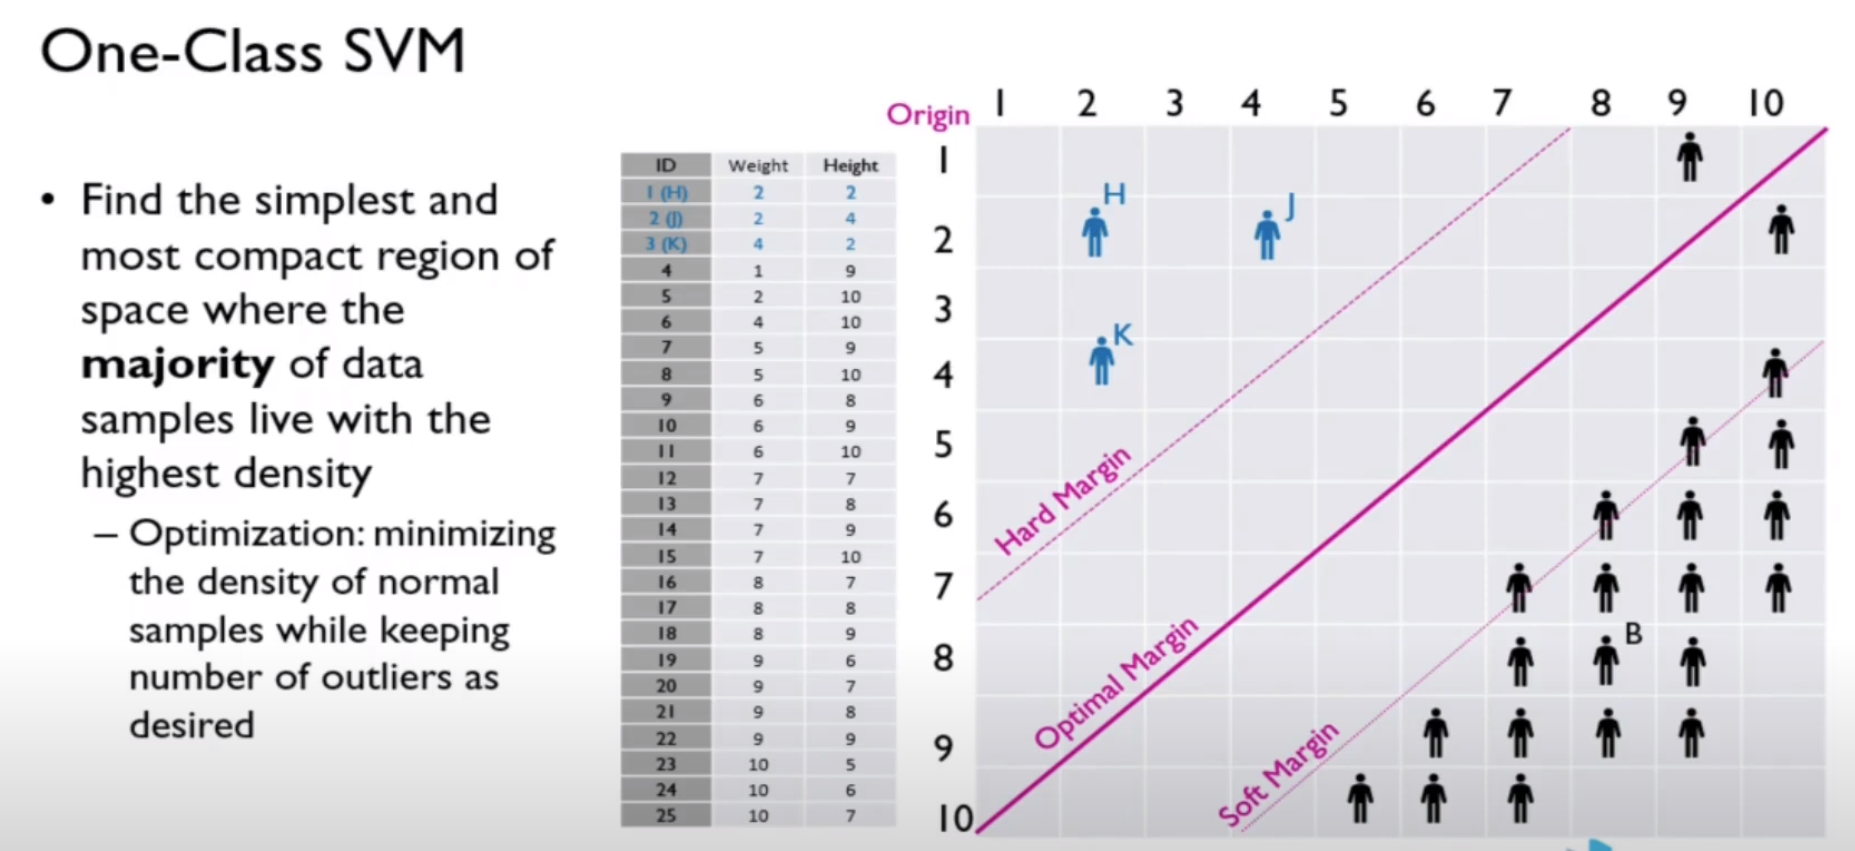 One-Class SVM
• Find the simplest and
most compact region of
space where the
majority of data
samples live with the
highest density
– Optimization: minimizing
the density of normal
samples while keeping
number of outliers as
desired
ID Weight Height
1 (H) 2 2
2 (J) 2 4
3 (K) 4 2
4 1 9
5 2 10
6 4 10
7 5 9
8 5 10
9 6 8
10 6 9
11 6 10
12 7 7
13 7 8
14 7 9
15 7 10
16 8 7
17 8 8
18 8 9
19 9 6
20 9 7
21 9 8
22 9 9
23 10 5
24 10 6
25 10 7
Origin 1 2 3 4 5 6 7 8 9 10
1
2
3
4
5
6
7
8
9
10
H
J
K
B
Hard Margin
Optimal Margin
Soft Margin